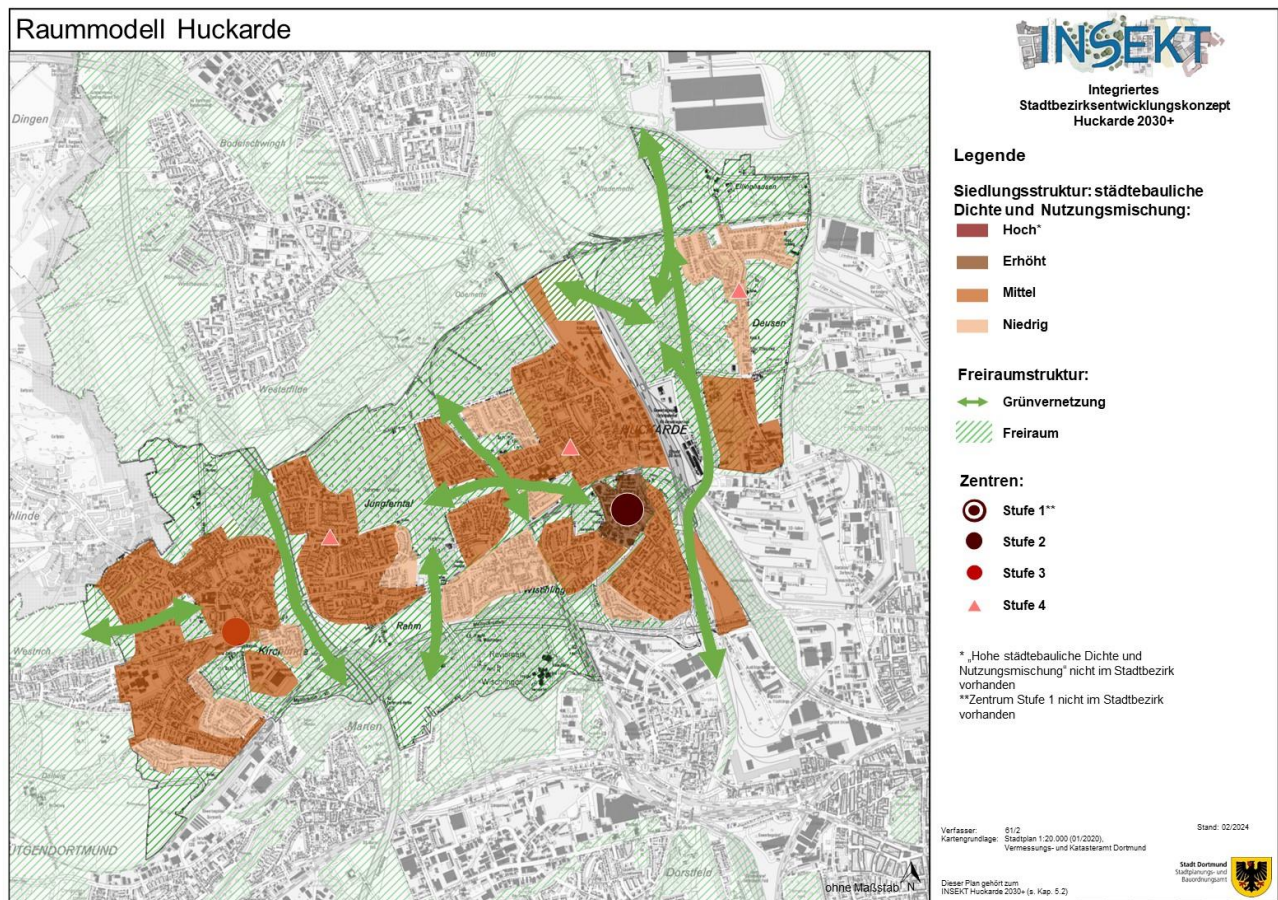 Raummodell Huckarde
INSEKT
Integriertes
Stadtbezirksentwicklungskonzept
Huckarde 2030+
Legende
Siedlungsstruktur: städtebauliche
Dichte und Nutzungsmischung:
Hoch*
Erhöht
Mittel
Niedrig
Freiraumstruktur:
Grünvernetzung
Freiraum
Zentren:
Stufe 1**
Stufe 2
Stufe 3
Stufe 4
* „Hohe städtebauliche Dichte und
Nutzungsmischung" nicht im Stadtbezirk
vorhanden
**Zentrum Stufe 1 nicht im Stadtbezirk
vorhanden
Verfasser: 61/2
Stand: 02/2024
Kartengrundlage: Stadtplan 1:20.000 (01/2020),
Vermessungs- und Katasteramt Dortmund
Stadt Dortmund
Stadtplanungs- und
Bauordnungsamt
Dieser Plan gehört zum
INSEKT Huckarde 2030+ (s. Kap. 5.2)
Dingen
Bodelschwingh
Ellinghausen
Deusen
Westerfilde
HUCKARDE
Jungferntal
Wischlingen
Rahm
Revierpark
Wischlingen
Kirchlinde
Westrich
Marten
Dorstfeld
ohne Maßstab
N